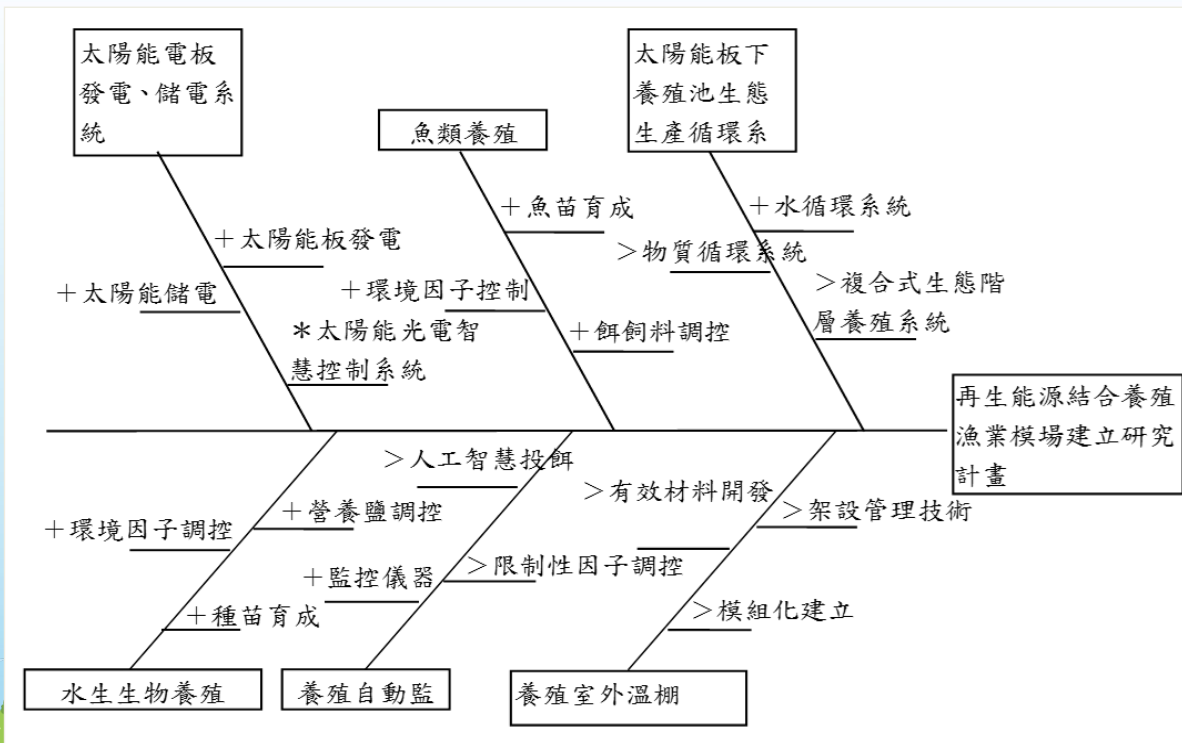 太陽能電板
發電、儲電系
統
魚類養殖
太陽能板下
養殖池生態
生產循環系
＋太陽能板發電
＋太陽能儲電
＊太陽能光電智
慧控制系統
＋魚苗育成
＋環境因子控制
＋餌飼料調控
＋水循環系統
＞物質循環系統
＞複合式生態階
層養殖系統
再生能源結合養殖
漁業模場建立研究
計畫
＋環境因子調控
＋營養鹽調控
＋種苗育成
＞人工智慧投餌
＋監控儀器
＞限制性因子調控
＞有效材料開發
＞架設管理技術
＞模組化建立
水生生物養殖
養殖自動監
養殖室外溫棚